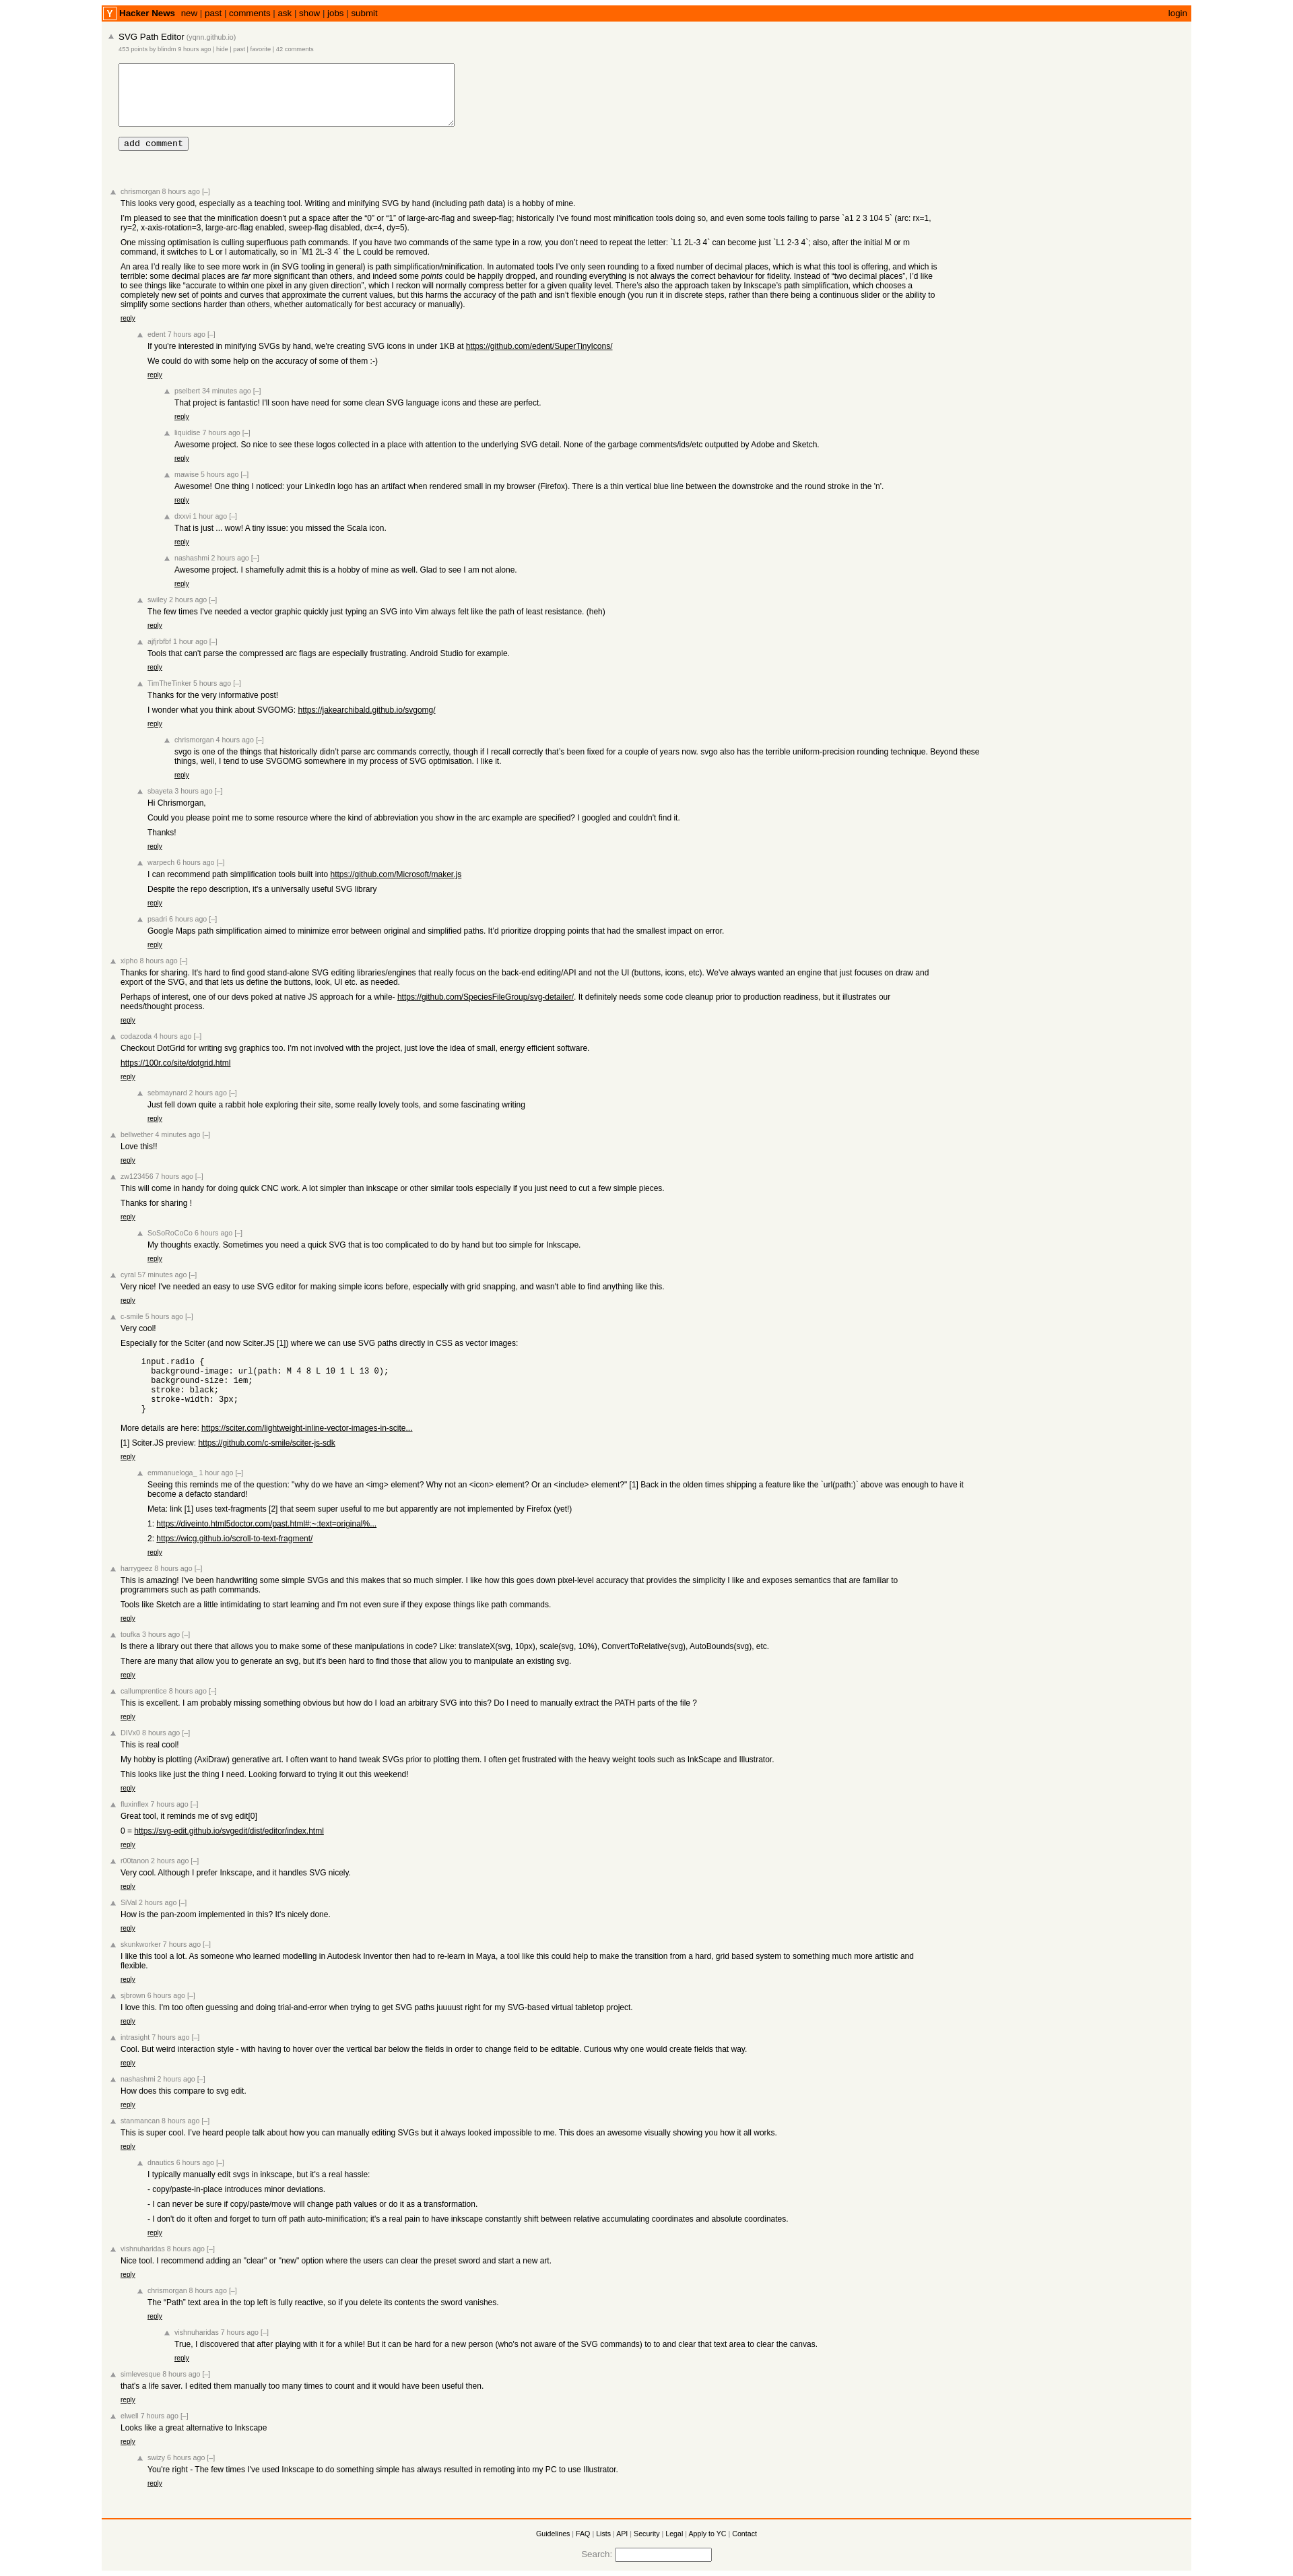 Y Hacker News new | past | comments | ask | show | jobs | submit login
SVG Path Editor (yqnn.github.io)
453 points by blindm 9 hours ago | hide | past | favorite | 42 comments
add comment
chrismorgan 8 hours ago [–]
This looks very good, especially as a teaching tool. Writing and minifying SVG by hand (including path data) is a hobby of mine.
I’m pleased to see that the minification doesn’t put a space after the “0” or “1” of large-arc-flag and sweep-flag; historically I’ve found most minification tools doing so, and even some tools failing to parse `a1 2 3 104 5` (arc: rx=1,
ry=2, x-axis-rotation=3, large-arc-flag enabled, sweep-flag disabled, dx=4, dy=5).
One missing optimisation is culling superfluous path commands. If you have two commands of the same type in a row, you don’t need to repeat the letter: `L1 2L-3 4` can become just `L1 2-3 4`; also, after the initial M or m
command, it switches to L or l automatically, so in `M1 2L-3 4` the L could be removed.
An area I’d really like to see more work in (in SVG tooling in general) is path simplification/minification. In automated tools I’ve only seen rounding to a fixed number of decimal places, which is what this tool is offering, and which is
terrible: some decimal places are far more significant than others, and indeed some points could be happily dropped, and rounding everything is not always the correct behaviour for fidelity. Instead of “two decimal places”, I’d like
to see things like “accurate to within one pixel in any given direction”, which I reckon will normally compress better for a given quality level. There’s also the approach taken by Inkscape’s path simplification, which chooses a
completely new set of points and curves that approximate the current values, but this harms the accuracy of the path and isn’t flexible enough (you run it in discrete steps, rather than there being a continuous slider or the ability to
simplify some sections harder than others, whether automatically for best accuracy or manually).
reply
edent 7 hours ago [–]
If you're interested in minifying SVGs by hand, we're creating SVG icons in under 1KB at https://github.com/edent/SuperTinyIcons/
We could do with some help on the accuracy of some of them :-)
reply
pselbert 34 minutes ago [–]
That project is fantastic! I'll soon have need for some clean SVG language icons and these are perfect.
reply
liquidise 7 hours ago [–]
Awesome project. So nice to see these logos collected in a place with attention to the underlying SVG detail. None of the garbage comments/ids/etc outputted by Adobe and Sketch.
reply
mawise 5 hours ago [–]
Awesome! One thing I noticed: your LinkedIn logo has an artifact when rendered small in my browser (Firefox). There is a thin vertical blue line between the downstroke and the round stroke in the 'n'.
reply
dxxvi 1 hour ago [–]
That is just ... wow! A tiny issue: you missed the Scala icon.
reply
nashashmi 2 hours ago [–]
Awesome project. I shamefully admit this is a hobby of mine as well. Glad to see I am not alone.
reply
swiley 2 hours ago [–]
The few times I've needed a vector graphic quickly just typing an SVG into Vim always felt like the path of least resistance. (heh)
reply
ajfjrbfbf 1 hour ago [–]
Tools that can't parse the compressed arc flags are especially frustrating. Android Studio for example.
reply
TimTheTinker 5 hours ago [–]
Thanks for the very informative post!
I wonder what you think about SVGOMG: https://jakearchibald.github.io/svgomg/
reply
chrismorgan 4 hours ago [–]
svgo is one of the things that historically didn’t parse arc commands correctly, though if I recall correctly that’s been fixed for a couple of years now. svgo also has the terrible uniform-precision rounding technique. Beyond these
things, well, I tend to use SVGOMG somewhere in my process of SVG optimisation. I like it.
reply
sbayeta 3 hours ago [–]
Hi Chrismorgan,
Could you please point me to some resource where the kind of abbreviation you show in the arc example are specified? I googled and couldn't find it.
Thanks!
reply
warpech 6 hours ago [–]
I can recommend path simplification tools built into https://github.com/Microsoft/maker.js
Despite the repo description, it's a universally useful SVG library
reply
psadri 6 hours ago [–]
Google Maps path simplification aimed to minimize error between original and simplified paths. It’d prioritize dropping points that had the smallest impact on error.
reply
xipho 8 hours ago [–]
Thanks for sharing. It's hard to find good stand-alone SVG editing libraries/engines that really focus on the back-end editing/API and not the UI (buttons, icons, etc). We've always wanted an engine that just focuses on draw and
export of the SVG, and that lets us define the buttons, look, UI etc. as needed.
Perhaps of interest, one of our devs poked at native JS approach for a while- https://github.com/SpeciesFileGroup/svg-detailer/. It definitely needs some code cleanup prior to production readiness, but it illustrates our
needs/thought process.
reply
codazoda 4 hours ago [–]
Checkout DotGrid for writing svg graphics too. I'm not involved with the project, just love the idea of small, energy efficient software.
https://100r.co/site/dotgrid.html
reply
sebmaynard 2 hours ago [–]
Just fell down quite a rabbit hole exploring their site, some really lovely tools, and some fascinating writing
reply
bellwether 4 minutes ago [–]
Love this!!
reply
zw123456 7 hours ago [–]
This will come in handy for doing quick CNC work. A lot simpler than inkscape or other similar tools especially if you just need to cut a few simple pieces.
Thanks for sharing !
reply
SoSoRoCoCo 6 hours ago [–]
My thoughts exactly. Sometimes you need a quick SVG that is too complicated to do by hand but too simple for Inkscape.
reply
cyral 57 minutes ago [–]
Very nice! I've needed an easy to use SVG editor for making simple icons before, especially with grid snapping, and wasn't able to find anything like this.
reply
c-smile 5 hours ago [–]
Very cool!
Especially for the Sciter (and now Sciter.JS [1]) where we can use SVG paths directly in CSS as vector images:
input.radio {
background-image: url(path: M 4 8 L 10 1 L 13 0);
background-size: 1em;
stroke: black;
stroke-width: 3px;
}
More details are here: https://sciter.com/lightweight-inline-vector-images-in-scite...
[1] Sciter.JS preview: https://github.com/c-smile/sciter-js-sdk
reply
emmanueloga_ 1 hour ago [–]
Seeing this reminds me of the question: "why do we have an <img> element? Why not an <icon> element? Or an <include> element?" [1] Back in the olden times shipping a feature like the `url(path:)` above was enough to have it
become a defacto standard!
Meta: link [1] uses text-fragments [2] that seem super useful to me but apparently are not implemented by Firefox (yet!)
1: https://diveinto.html5doctor.com/past.html#:~:text=original%...
2: https://wicg.github.io/scroll-to-text-fragment/
reply
harrygeez 8 hours ago [–]
This is amazing! I've been handwriting some simple SVGs and this makes that so much simpler. I like how this goes down pixel-level accuracy that provides the simplicity I like and exposes semantics that are familiar to
programmers such as path commands.
Tools like Sketch are a little intimidating to start learning and I'm not even sure if they expose things like path commands.
reply
toufka 3 hours ago [–]
Is there a library out there that allows you to make some of these manipulations in code? Like: translateX(svg, 10px), scale(svg, 10%), ConvertToRelative(svg), AutoBounds(svg), etc.
There are many that allow you to generate an svg, but it's been hard to find those that allow you to manipulate an existing svg.
reply
callumprentice 8 hours ago [–]
This is excellent. I am probably missing something obvious but how do I load an arbitrary SVG into this? Do I need to manually extract the PATH parts of the file ?
reply
DIVx0 8 hours ago [–]
This is real cool!
My hobby is plotting (AxiDraw) generative art. I often want to hand tweak SVGs prior to plotting them. I often get frustrated with the heavy weight tools such as InkScape and Illustrator.
This looks like just the thing I need. Looking forward to trying it out this weekend!
reply
fluxinflex 7 hours ago [–]
Great tool, it reminds me of svg edit[0]
0 = https://svg-edit.github.io/svgedit/dist/editor/index.html
reply
r00tanon 2 hours ago [–]
Very cool. Although I prefer Inkscape, and it handles SVG nicely.
reply
SiVal 2 hours ago [–]
How is the pan-zoom implemented in this? It's nicely done.
reply
skunkworker 7 hours ago [–]
I like this tool a lot. As someone who learned modelling in Autodesk Inventor then had to re-learn in Maya, a tool like this could help to make the transition from a hard, grid based system to something much more artistic and
flexible.
reply
sjbrown 6 hours ago [–]
I love this. I'm too often guessing and doing trial-and-error when trying to get SVG paths juuuust right for my SVG-based virtual tabletop project.
reply
intrasight 7 hours ago [–]
Cool. But weird interaction style - with having to hover over the vertical bar below the fields in order to change field to be editable. Curious why one would create fields that way.
reply
nashashmi 2 hours ago [–]
How does this compare to svg edit.
reply
stanmancan 8 hours ago [–]
This is super cool. I’ve heard people talk about how you can manually editing SVGs but it always looked impossible to me. This does an awesome visually showing you how it all works.
reply
dnautics 6 hours ago [–]
I typically manually edit svgs in inkscape, but it's a real hassle:
- copy/paste-in-place introduces minor deviations.
- I can never be sure if copy/paste/move will change path values or do it as a transformation.
- I don't do it often and forget to turn off path auto-minification; it's a real pain to have inkscape constantly shift between relative accumulating coordinates and absolute coordinates.
reply
vishnuharidas 8 hours ago [–]
Nice tool. I recommend adding an "clear" or "new" option where the users can clear the preset sword and start a new art.
reply
chrismorgan 8 hours ago [–]
The “Path” text area in the top left is fully reactive, so if you delete its contents the sword vanishes.
reply
vishnuharidas 7 hours ago [–]
True, I discovered that after playing with it for a while! But it can be hard for a new person (who's not aware of the SVG commands) to to and clear that text area to clear the canvas.
reply
simlevesque 8 hours ago [–]
that's a life saver. I edited them manually too many times to count and it would have been useful then.
reply
elwell 7 hours ago [–]
Looks like a great alternative to Inkscape
reply
swizy 6 hours ago [–]
You're right - The few times I've used Inkscape to do something simple has always resulted in remoting into my PC to use Illustrator.
reply
Guidelines | FAQ | Lists | API | Security | Legal | Apply to YC | Contact
Search: